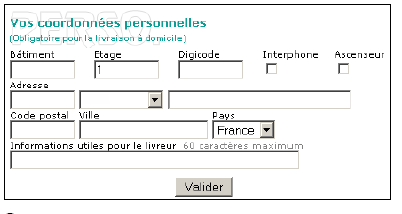 Vos coordonnées personnelles
(Obligatoire pour la livraison à domicile)
Bâtiment Etage Digicode Interphone Ascenseur
1
Adresse
Code postal Ville Pays
France
Informations utiles pour le livreur 60 caractères maximum
Valider